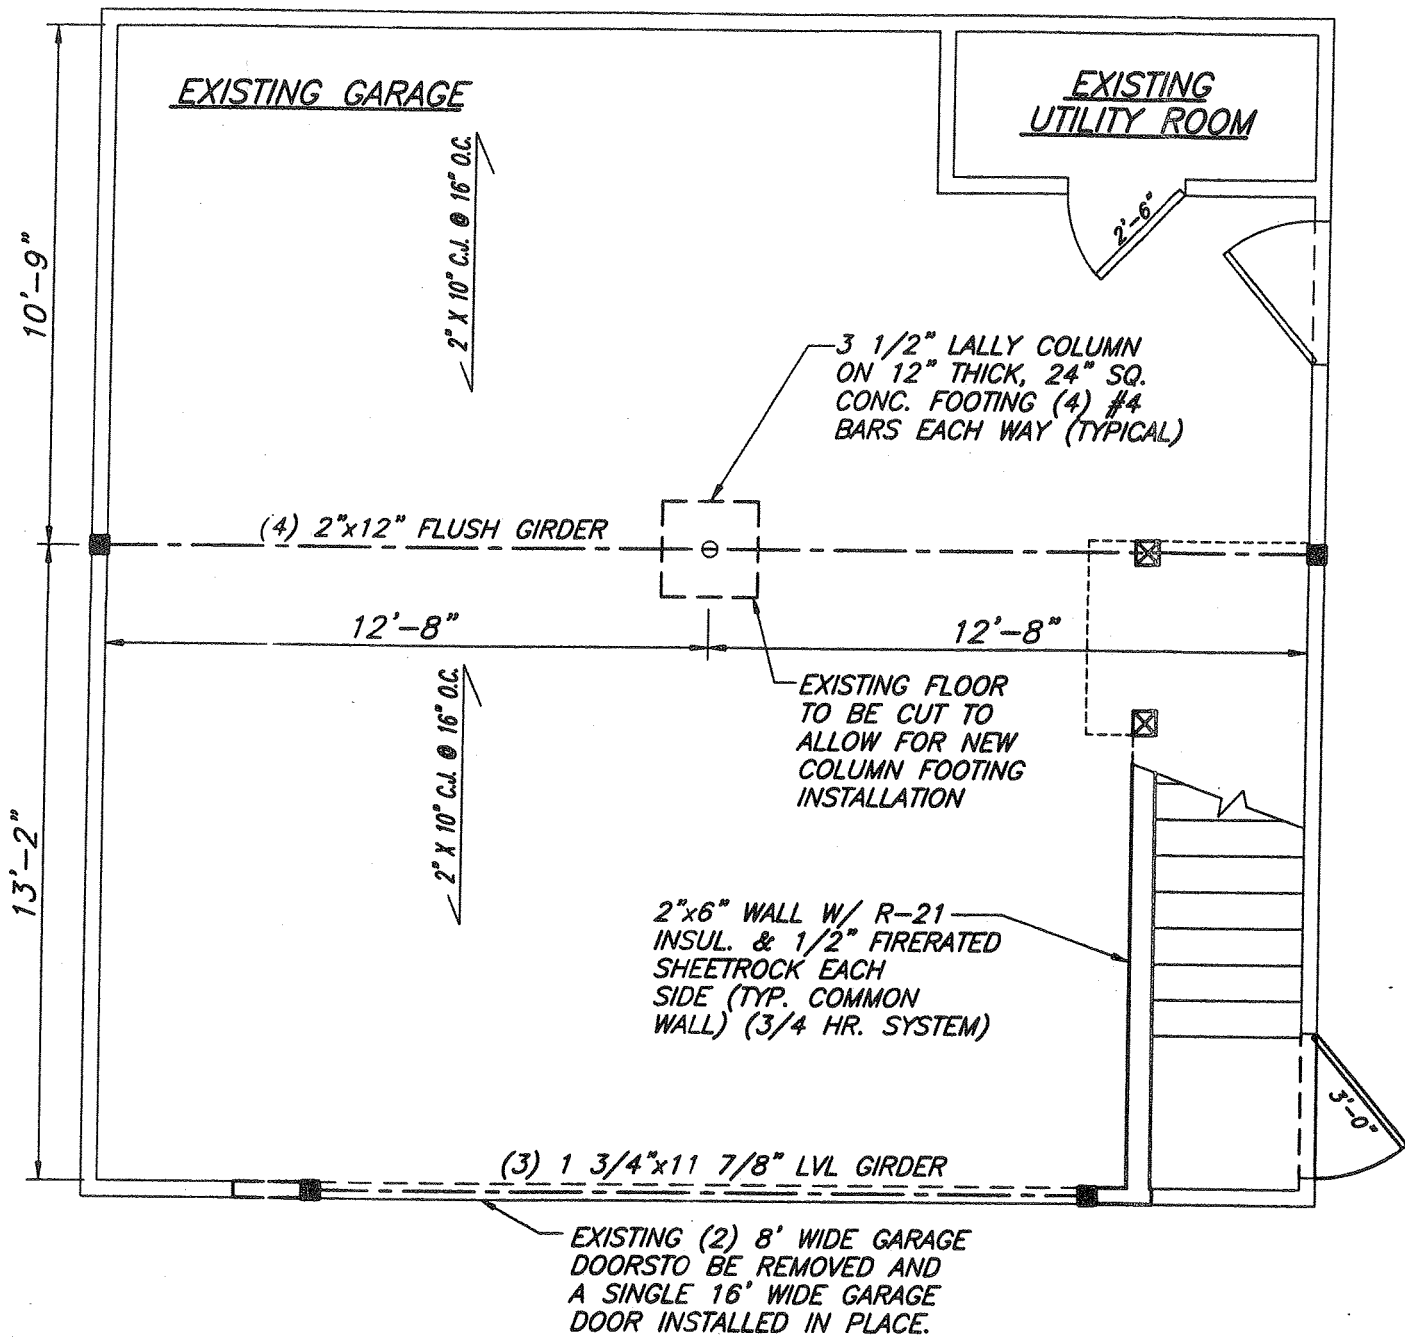 EXISTING GARAGE
EXISTING
UTILITY ROOM
2" X 10" C.J. @ 16" O.C.
2'-6"
10'-9"
3 1/2" LALLY COLUMN
ON 12" THICK, 24" SQ.
CONC. FOOTING (4) #4
BARS EACH WAY (TYPICAL)
(4) 2"x12" FLUSH GIRDER
12'-8"
12'-8"
EXISTING FLOOR
TO BE CUT TO
ALLOW FOR NEW
COLUMN FOOTING
INSTALLATION
2" X 10" C.J. @ 16" O.C.
13'-2"
2"x6" WALL W/ R-21
INSUL. & 1/2" FIRERATED
SHEETROCK EACH
SIDE (TYP. COMMON
WALL) (3/4 HR. SYSTEM)
3'-0"
(3) 1 3/4"x11 7/8" LVL GIRDER
EXISTING (2) 8' WIDE GARAGE
DOORSTO BE REMOVED AND
A SINGLE 16' WIDE GARAGE
DOOR INSTALLED IN PLACE.